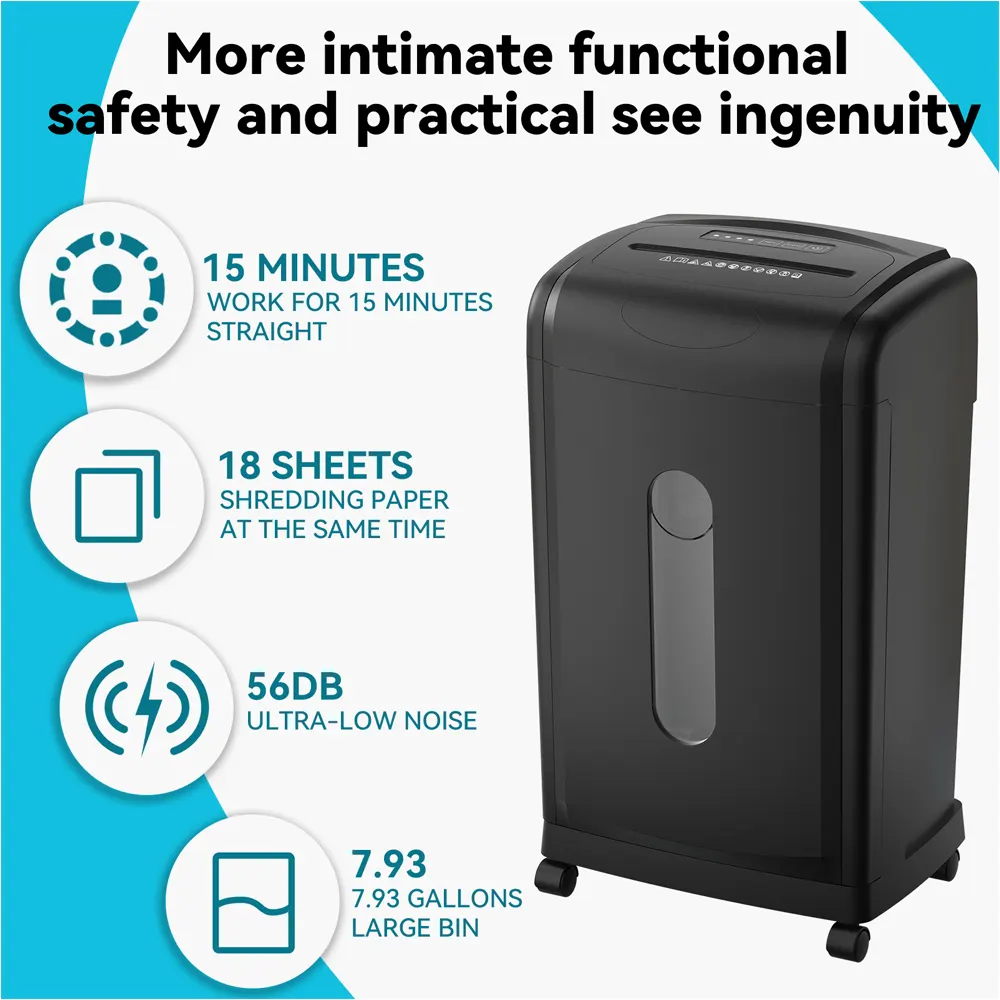 More intimate functional
safety and practical see ingenuity
15 MINUTES
WORK FOR 15 MINUTES
STRAIGHT
18 SHEETS
SHREDDING PAPER
AT THE SAME TIME
56DB
ULTRA-LOW NOISE
7.93
7.93 GALLONS
LARGE BIN